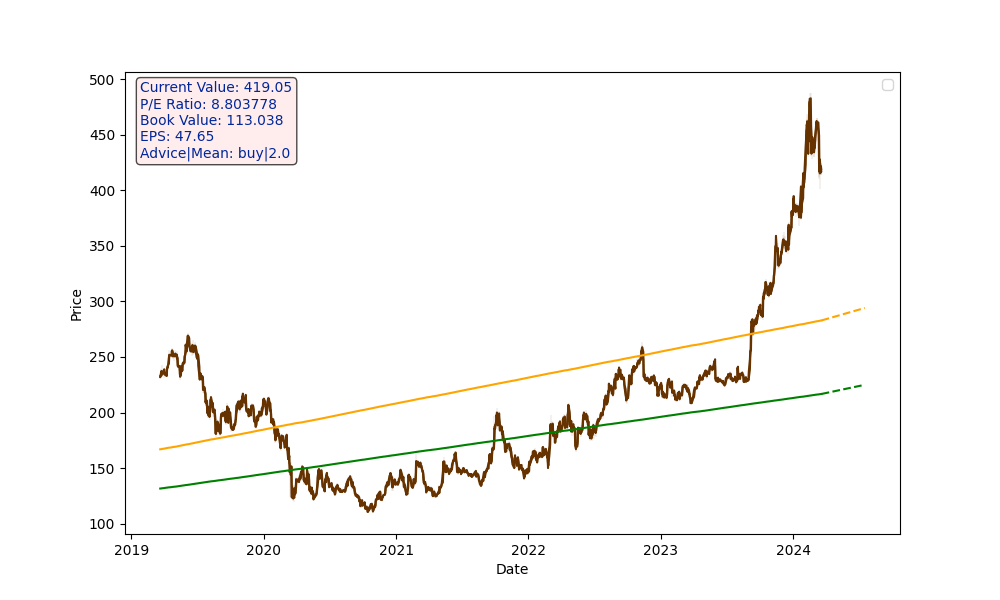 Current Value: 419.05
P/E Ratio: 8.803778
Book Value: 113.038
EPS: 47.65
Advice|Mean: buy|2.0
500
450
400
350
300
250
200
150
100
Price
2019 2020 2021 2022 2023 2024
Date